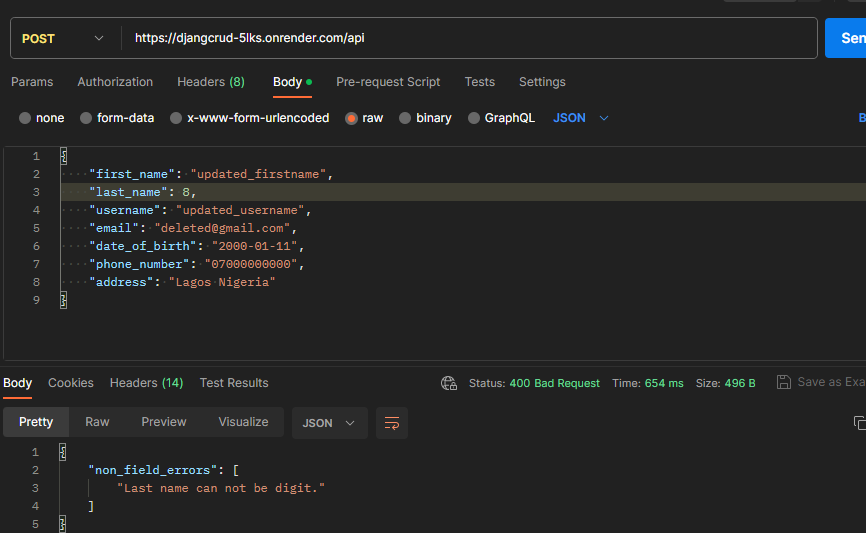 POST https://djangcrud-5lks.onrender.com/api
Params Authorization Headers (8) Body Pre-request Script Tests Settings
none form-data x-www-form-urlencoded raw binary GraphQL JSON
1 {
2 "first_name": "updated_firstname",
3 "last_name": 8,
4 "username": "updated_username",
5 "email": "deleted@gmail.com",
6 "date_of_birth": "2000-01-11",
7 "phone_number": "07000000000",
8 "address": "Lagos Nigeria"
9 }
Body Cookies Headers (14) Test Results Status: 400 Bad Request Time: 654 ms Size: 496 B Save as Exa
Pretty Raw Preview Visualize JSON
1 {
2 "non_field_errors": [
3 "Last name can not be digit."
4 ]
5 }